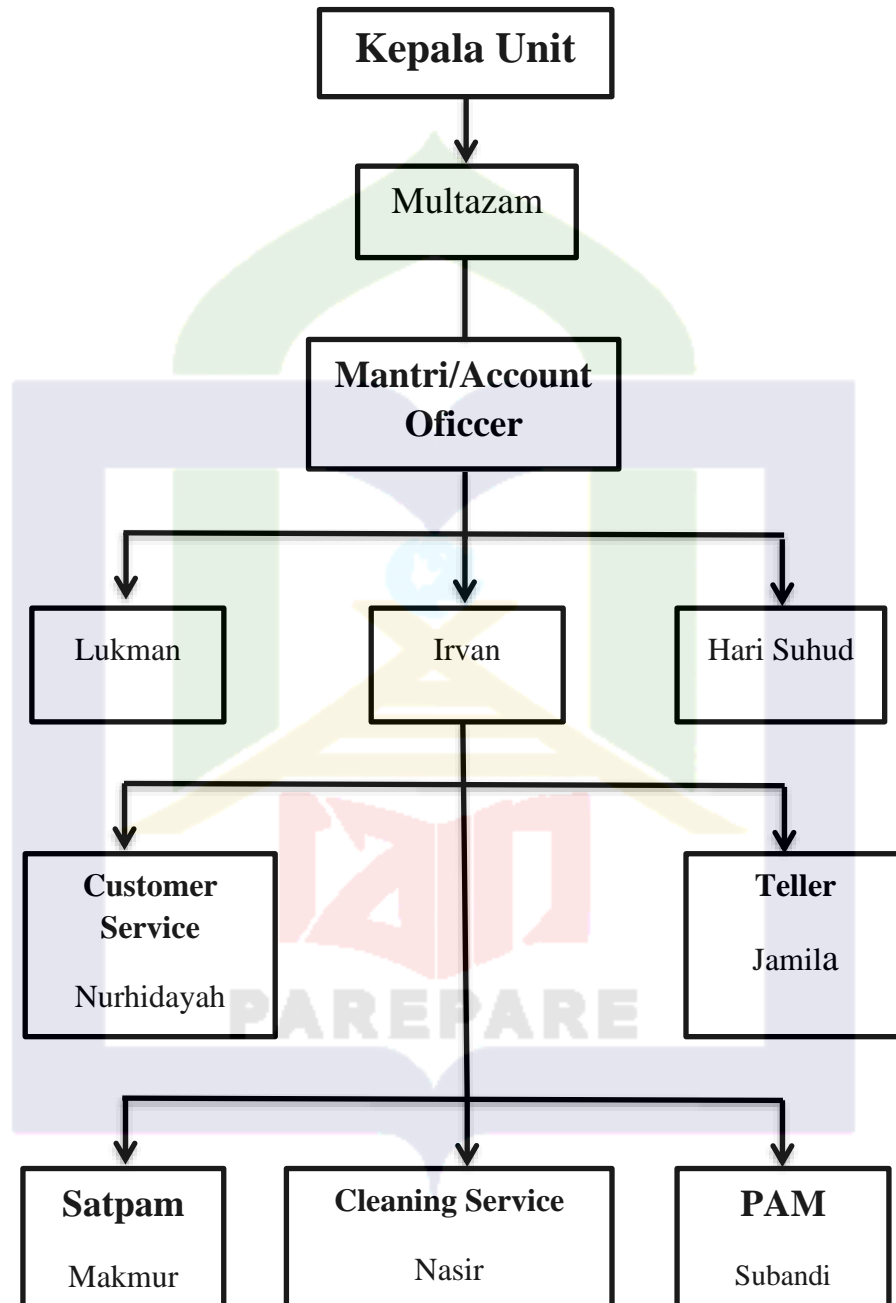 Kepala Unit
Multazam
Mantri/Account
Oficcer
Lukman
Irvan
Hari Suhud
Customer
Service
Nurhidayah
Teller
Jamila
PAREPARE
Satpam
Makmur
Cleaning Service
Nasir
PAM
Subandi